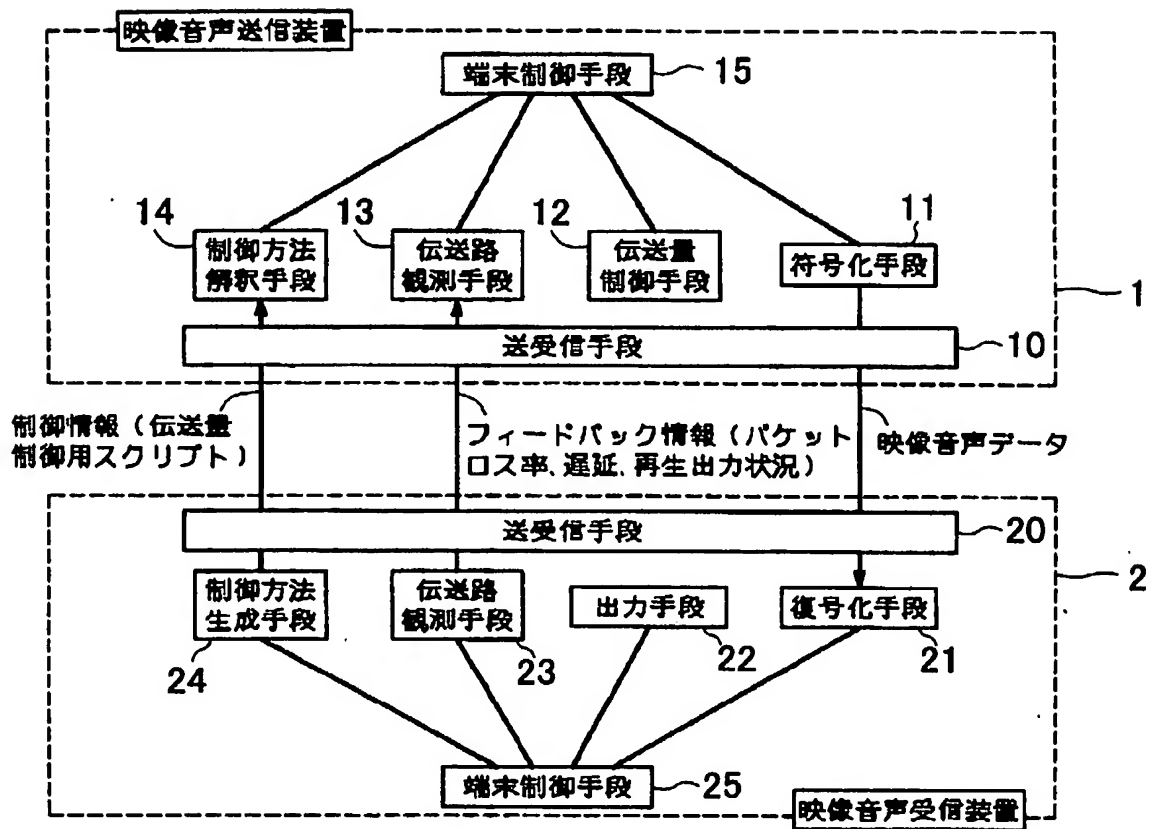 映像音声送信装置
端末制御手段
15
14
13
12
11
制御方法
解釈手段
伝送路
観測手段
伝送量
制御手段
符号化手段
1
送受信手段
10
制御情報(伝送量
制御用スクリプト)
フィードバック情報(パケット
ロス率、遅延、再生出力状況)
映像音声データ
送受信手段
20
制御方法
生成手段
伝送路
観測手段
出力手段
復号化手段
2
24
23
22
21
端末制御手段
25
映像音声受信装置